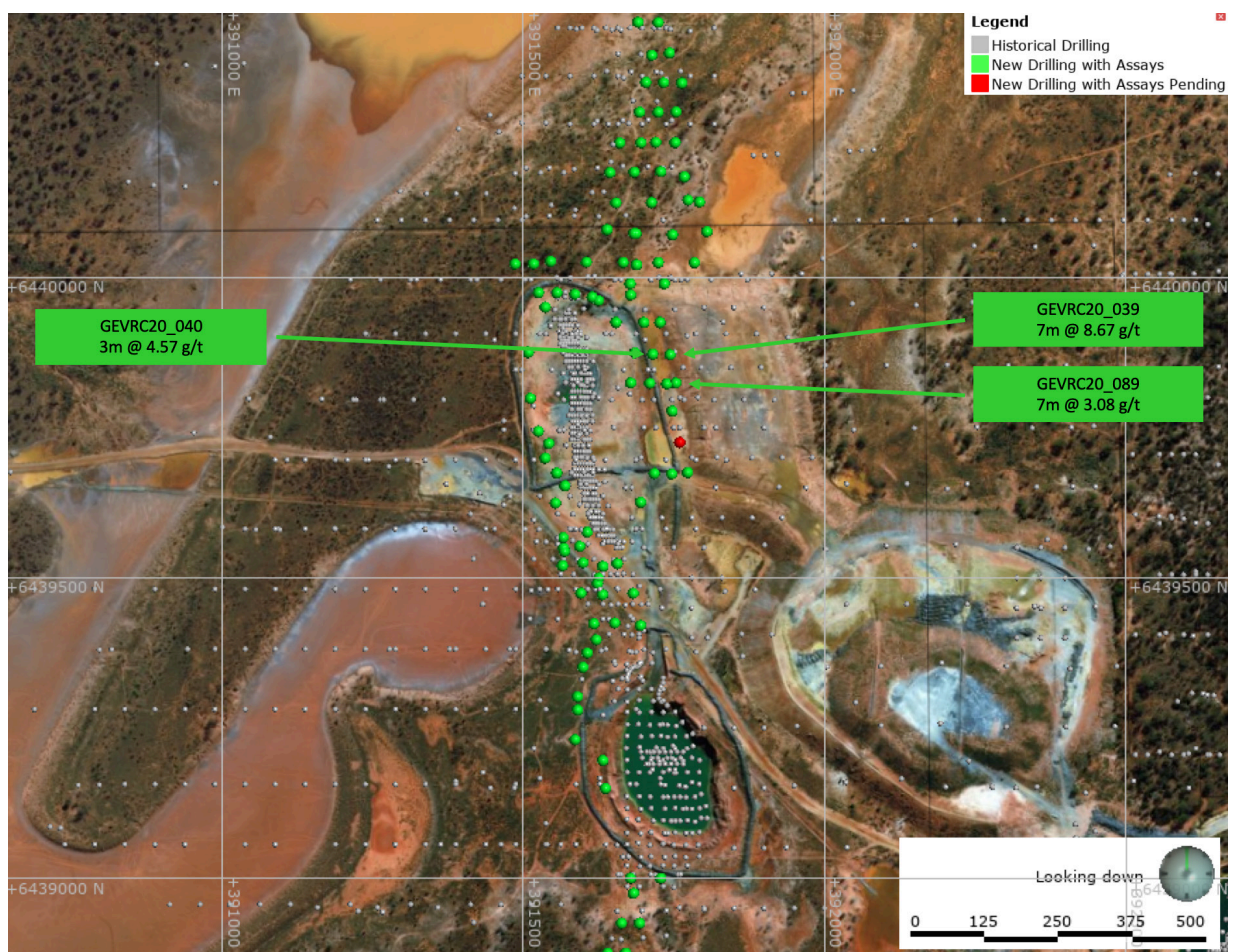 +391000 E
+391500 E
+392000 E
Legend
Historical Drilling
New Drilling with Assays
New Drilling with Assays Pending
+6440000 N
+6440000 N
GEVRC20_040
3m @ 4.57 g/t
GEVRC20_039
7m @ 8.67 g/t
GEVRC20_089
7m @ 3.08 g/t
+6439500 N
+6439500 N
+6439000 N
Looking down
+391000
+391500
+392000
0 125 250 375 500